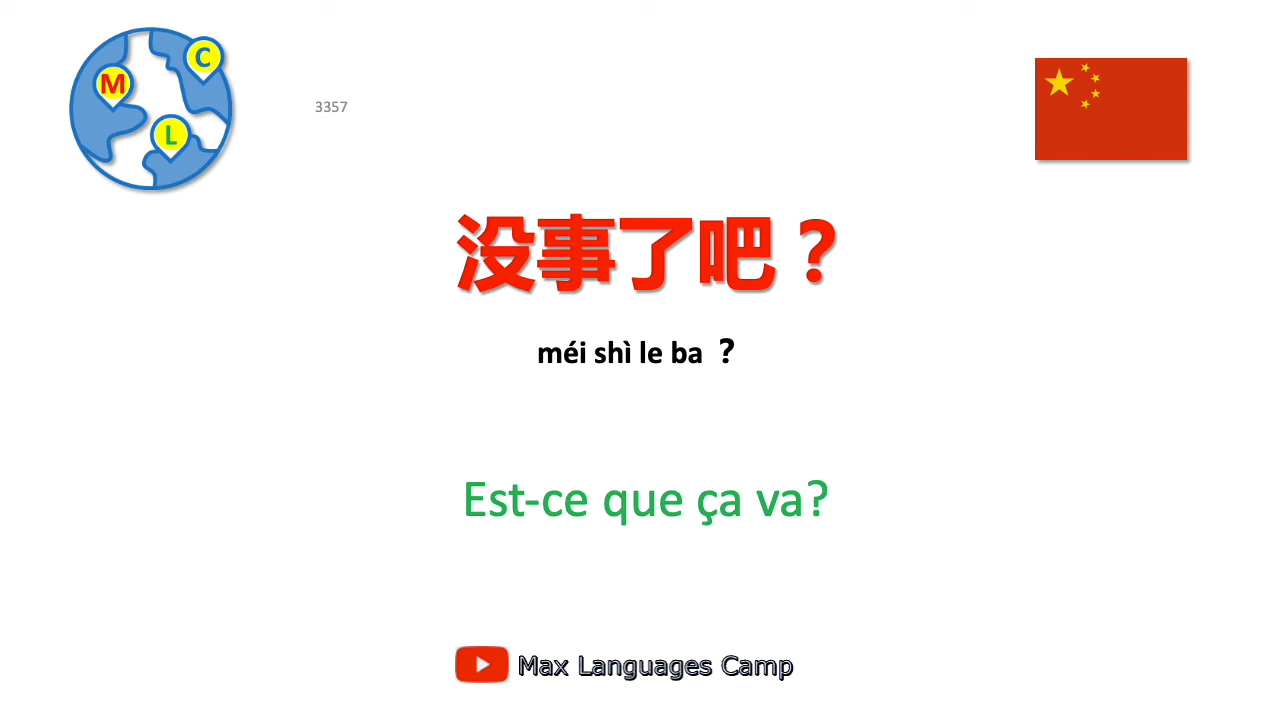 M
C
L
3357
没事了吧？
méi shì le ba ？
Est-ce que ça va?
Max Languages Camp